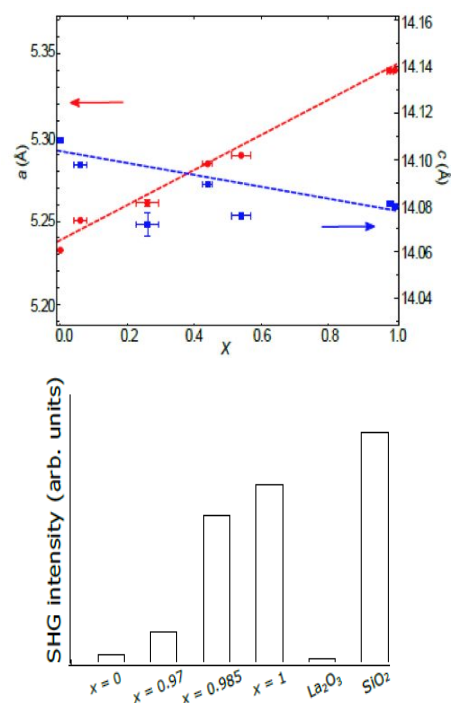 14.16
5.35
14.14
14.12
a (Å)
5.30
14.10
c (Å)
14.08
5.25
14.06
5.20
14.04
0.0 0.2 0.4 0.6 0.8 1.0
X
SHG intensity (arb. units)
x = 0 x = 0.97 x = 0.985 x = 1 La₂O₃ SiO₂